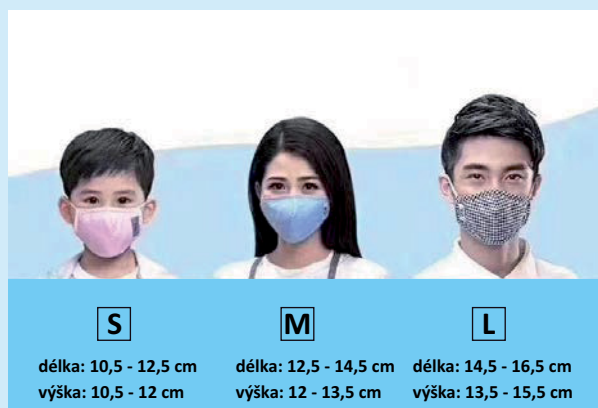 S M L
délka: 10,5 - 12,5 cm délka: 12,5 - 14,5 cm délka: 14,5 - 16,5 cm
výška: 10,5 - 12 cm výška: 12 - 13,5 cm výška: 13,5 - 15,5 cm